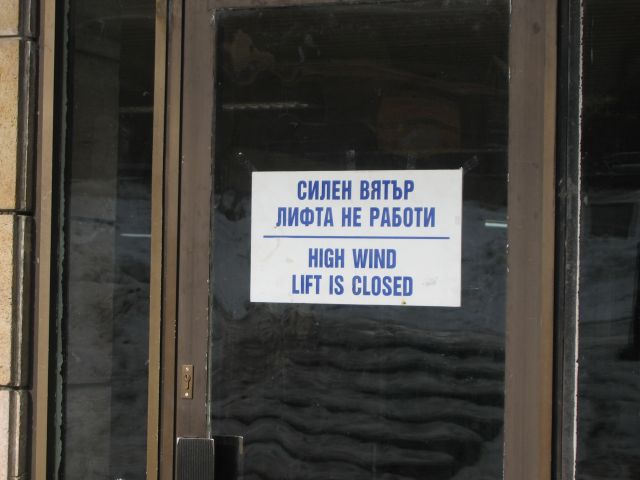 СИЛЕН ВЯТЪР
ЛИФТА НЕ РАБОТИ
HIGH WIND
LIFT IS CLOSED